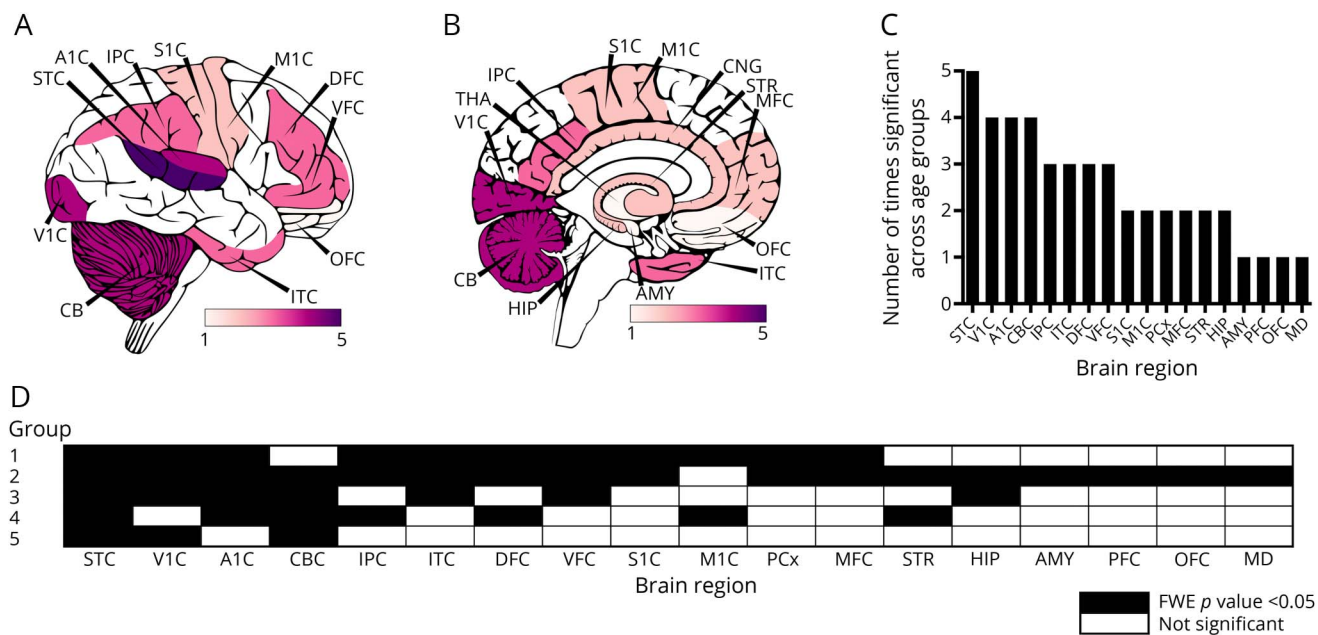 A
A1C IPC S1C M1C
STC DFC
VFC
V1C
OFC
CB ITC
1 5
B
S1C M1C
IPC CNG
THA STR
V1C MFC
OFC
CB ITC
HIP AMY
1 5
C
Number of times significant
across age groups
5
4
3
2
1
0
STC V1C A1C CBC IPC ITC DFC VFC S1C M1C PCx MFC STR HIP AMY PFC OFC MD
Brain region
D
Group
1
2
3
4
5
STC V1C A1C CBC IPC ITC DFC VFC S1C M1C PCx MFC STR HIP AMY PFC OFC MD
Brain region
FWE p value <0.05
Not significant